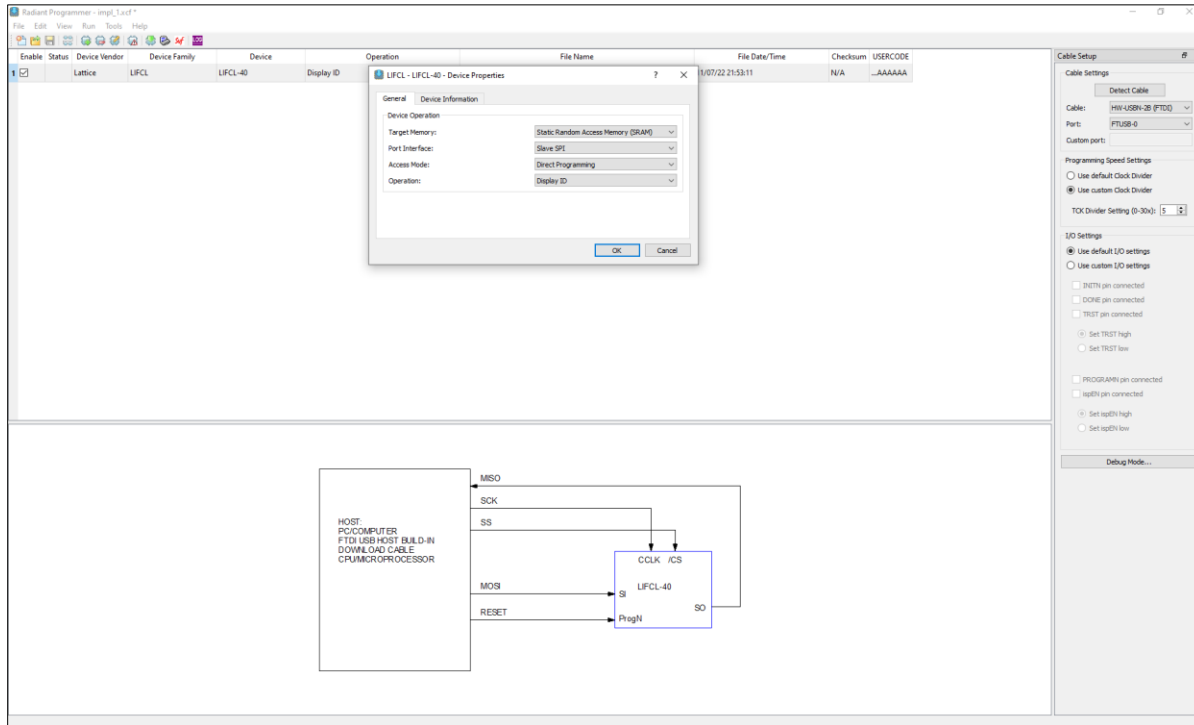 Radiant Programmer - impl_1.xcf *
File Edit View Run Tools Help
Enable Status Device Vendor Device Family Device Operation File Name File Date/Time Checksum USERCODE
1 Lattice LIFCL LIFCL-40 Display ID 1/07/22 21:53:11 N/A ...AAAAAA
LIFCL - LIFCL-40 - Device Properties ? ×
General Device Information
Device Operation
Target Memory: Static Random Access Memory (SRAM)
Port Interface: Slave SPI
Access Mode: Direct Programming
Operation: Display ID
OK Cancel
Cable Setup
Cable Settings
Detect Cable
Cable: HW-USBN-2B (FTDI)
Port: FTUSB-0
Custom port:
Programming Speed Settings
Use default Clock Divider
Use custom Clock Divider
TCK Divider Setting (0-30x): 5
I/O Settings
Use default I/O settings
Use custom I/O settings
INITN pin connected
DONE pin connected
TRST pin connected
Set TRST high
Set TRST low
PROGRAMN pin connected
ispEN pin connected
Set ispEN high
Set ispEN low
Debug Mode...
MISO
SCK
SS
HOST:
PC/COMPUTER
FTDI USB HOST BUILD-IN
DOWNLOAD CABLE
CPU/MICROPROCESSOR
CCLK /CS
MOSI
LIFCL-40
SI
SO
RESET
ProgN